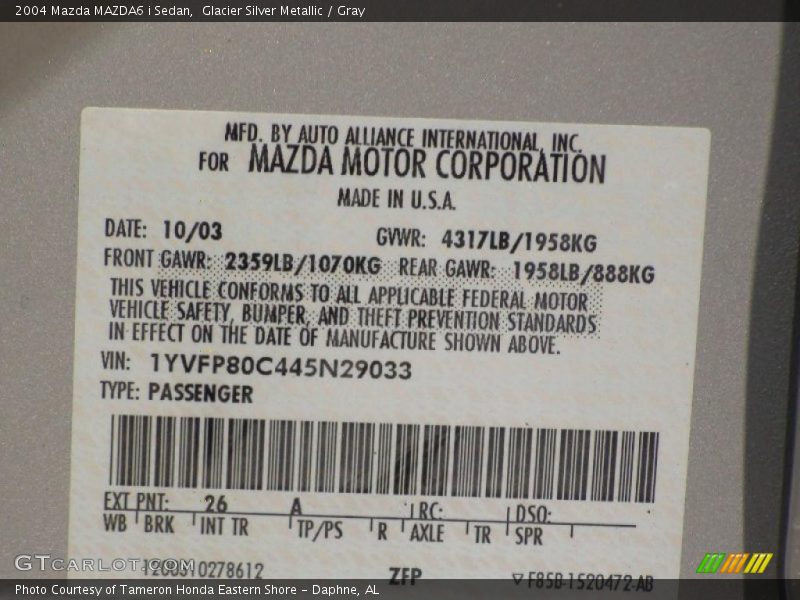 2004 Mazda MAZDA6 i Sedan,  Glacier Silver Metallic / Gray
MFD. BY AUTO ALLIANCE INTERNATIONAL, INC.
FOR MAZDA MOTOR CORPORATION
MADE IN U.S.A.
DATE: 10/03 GVWR: 4317LB/1958KG
FRONT GAWR: 2359LB/1070KG REAR GAWR: 1958LB/888KG
THIS VEHICLE CONFORMS TO ALL APPLICABLE FEDERAL MOTOR
VEHICLE SAFETY, BUMPER, AND THEFT PREVENTION STANDARDS
IN EFFECT ON THE DATE OF MANUFACTURE SHOWN ABOVE.
VIN: 1YVFP80C445N29033
TYPE: PASSENGER
EXT PNT: 26 A RC: DSO:
WB BRK INT TR TP/PS R AXLE TR SPR
GTCarlot.com
1200310278612 ZFP ▽F85B-1520472-AB
Photo Courtesy of Tameron Honda Eastern Shore – Daphne, AL